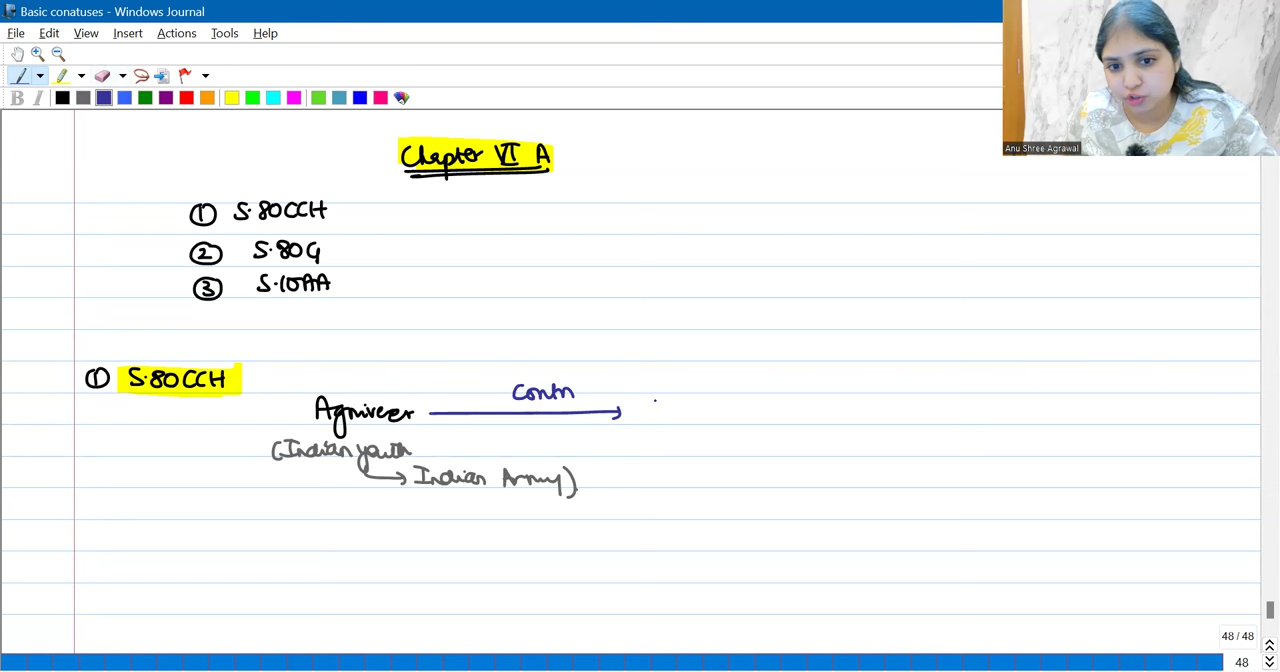 Basic conatuses - Windows Journal
File Edit View Insert Actions Tools Help
B I
Anu Shree Agrawal
Chapter VI A
① S.80CCH
② S.80G
③ S.10AA
① S.80CCH
Contn
Agniveer
(Indian youth
Indian Army)
48 / 48
48